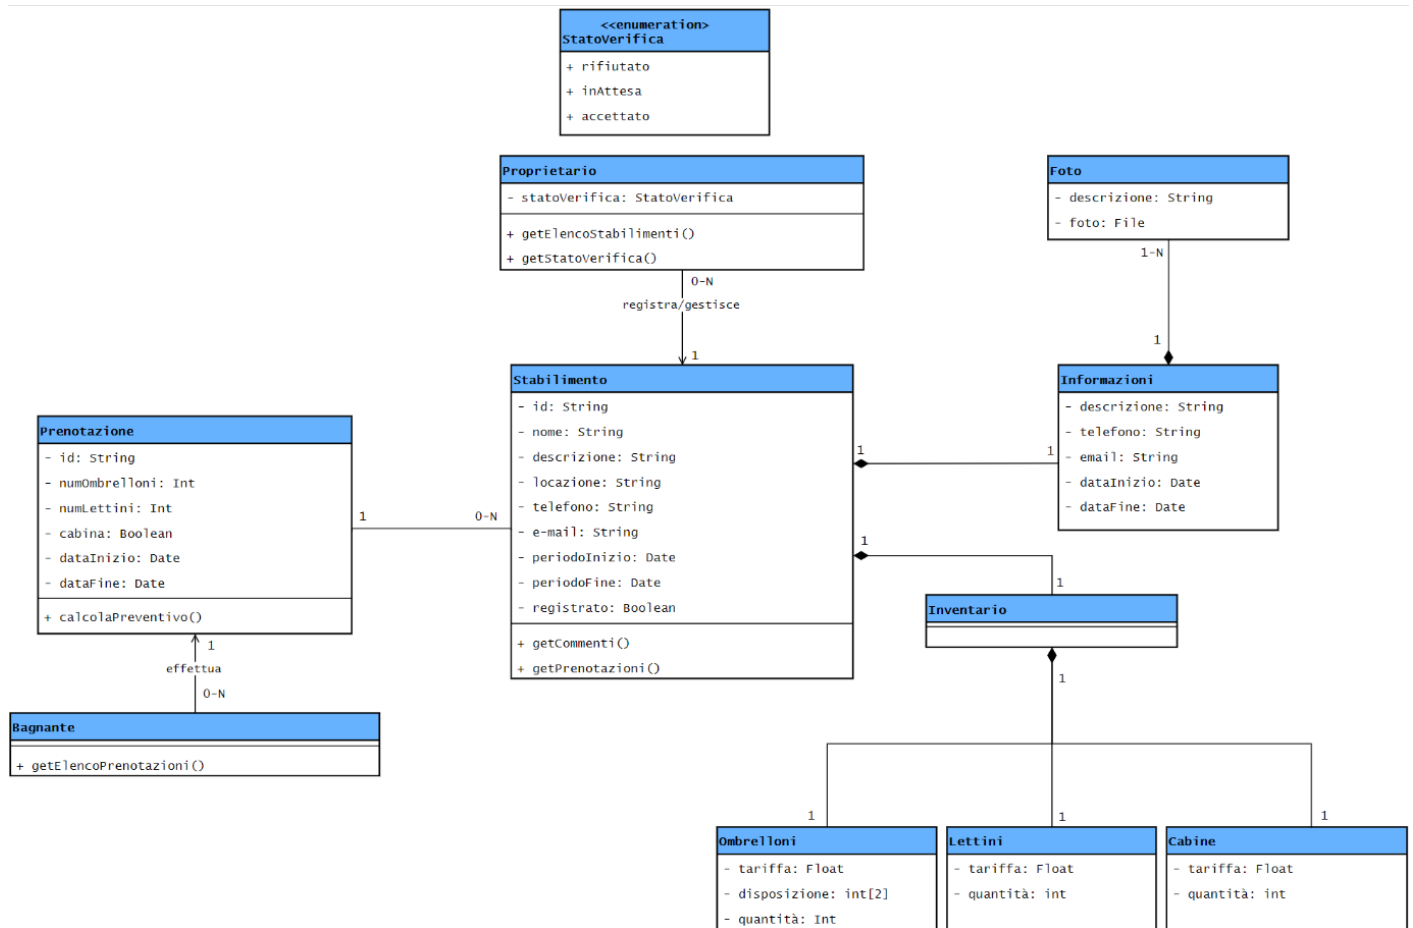 <<enumeration>
StatoVerifica
+ rifiutato
+ inAttesa
+ accettato
Proprietario
- statoVerifica: StatoVerifica
+ getElencoStabilimenti()
+ getStatoVerifica()
Foto
- descrizione: String
- foto: File
0-N
registra/gestisce
1
1-N
1
Stabilimento
- id: String
- nome: String
- descrizione: String
- locazione: String
- telefono: String
- e-mail: String
- periodoInizio: Date
- periodoFine: Date
- registrato: Boolean
+ getCommenti()
+ getPrenotazioni()
Informazioni
- descrizione: String
- telefono: String
- email: String
- dataInizio: Date
- dataFine: Date
1
1
Prenotazione
- id: String
- numOmbrelloni: Int
- numLettini: Int
- cabina: Boolean
- dataInizio: Date
- dataFine: Date
+ calcolaPreventivo()
1
0-N
1
1
Inventario
1
effettua
0-N
1
Bagnante
+ getElencoPrenotazioni()
1
1
1
Ombrelloni
- tariffa: Float
- disposizione: int[2]
- quantità: Int
Lettini
- tariffa: Float
- quantità: int
Cabine
- tariffa: Float
- quantità: int